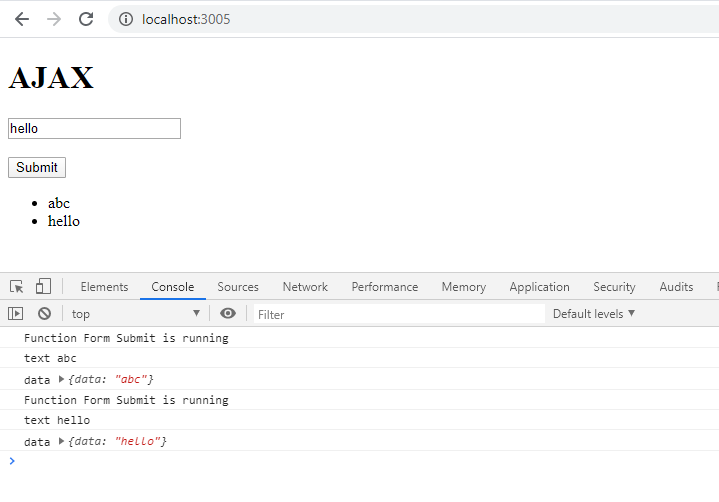 localhost:3005
AJAX
hello
Submit
abc
hello
Elements Console Sources Network Performance Memory Application Security Audits
top Filter Default levels
Function Form Submit is running
text abc
data {data: "abc"}
Function Form Submit is running
text hello
data {data: "hello"}